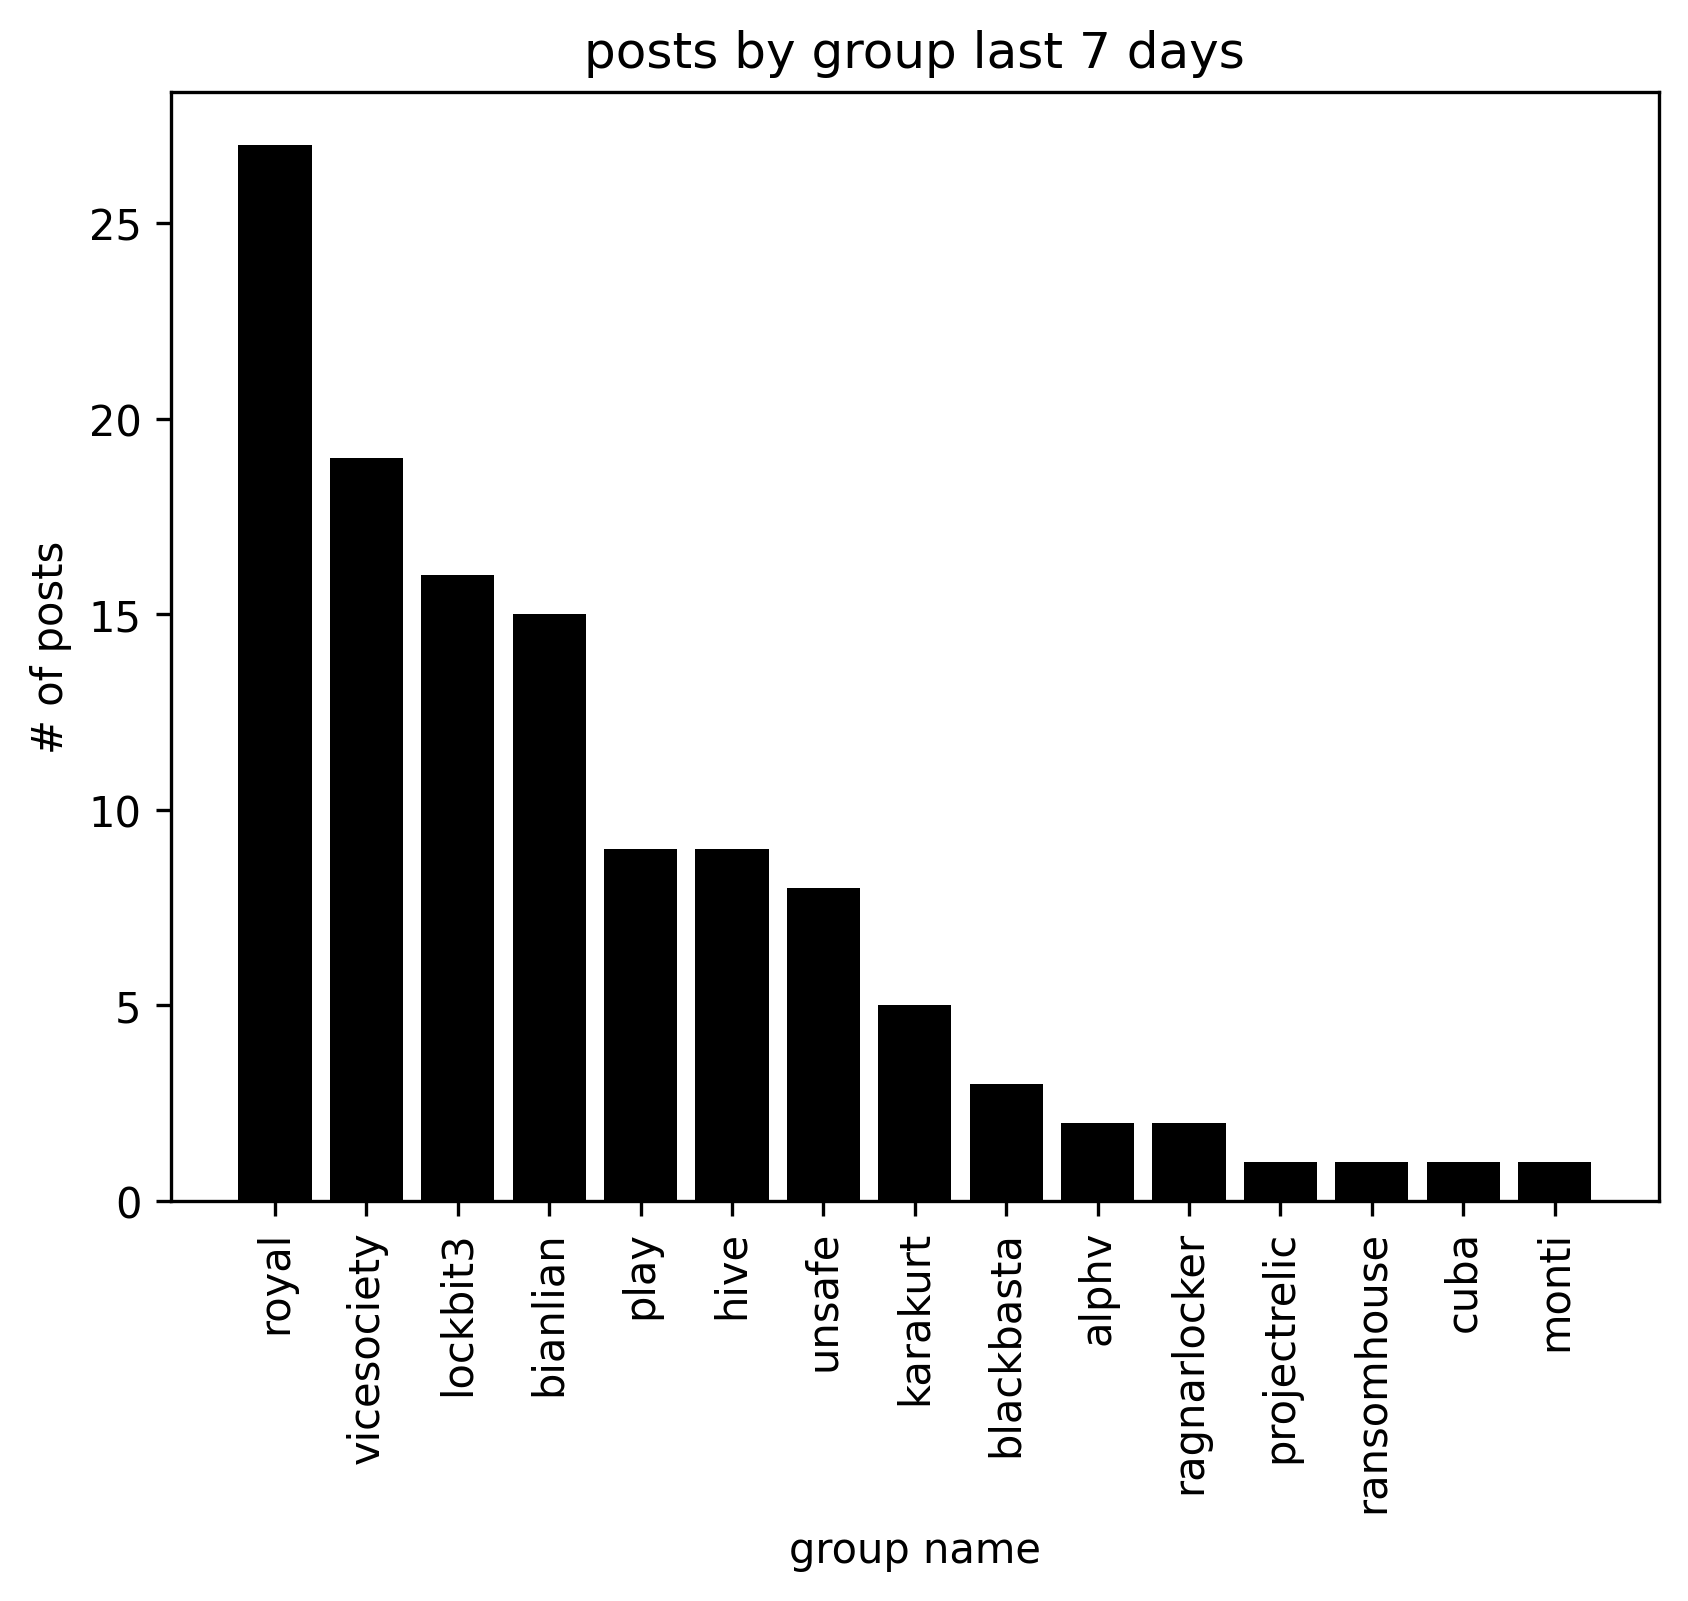 posts by group last 7 days
# of posts
25
20
15
10
5
0
royal
vicesociety
lockbit3
bianlian
play
hive
unsafe
karakurt
blackbasta
alphv
ragnarlocker
projectrelic
ransomhouse
cuba
monti
group name